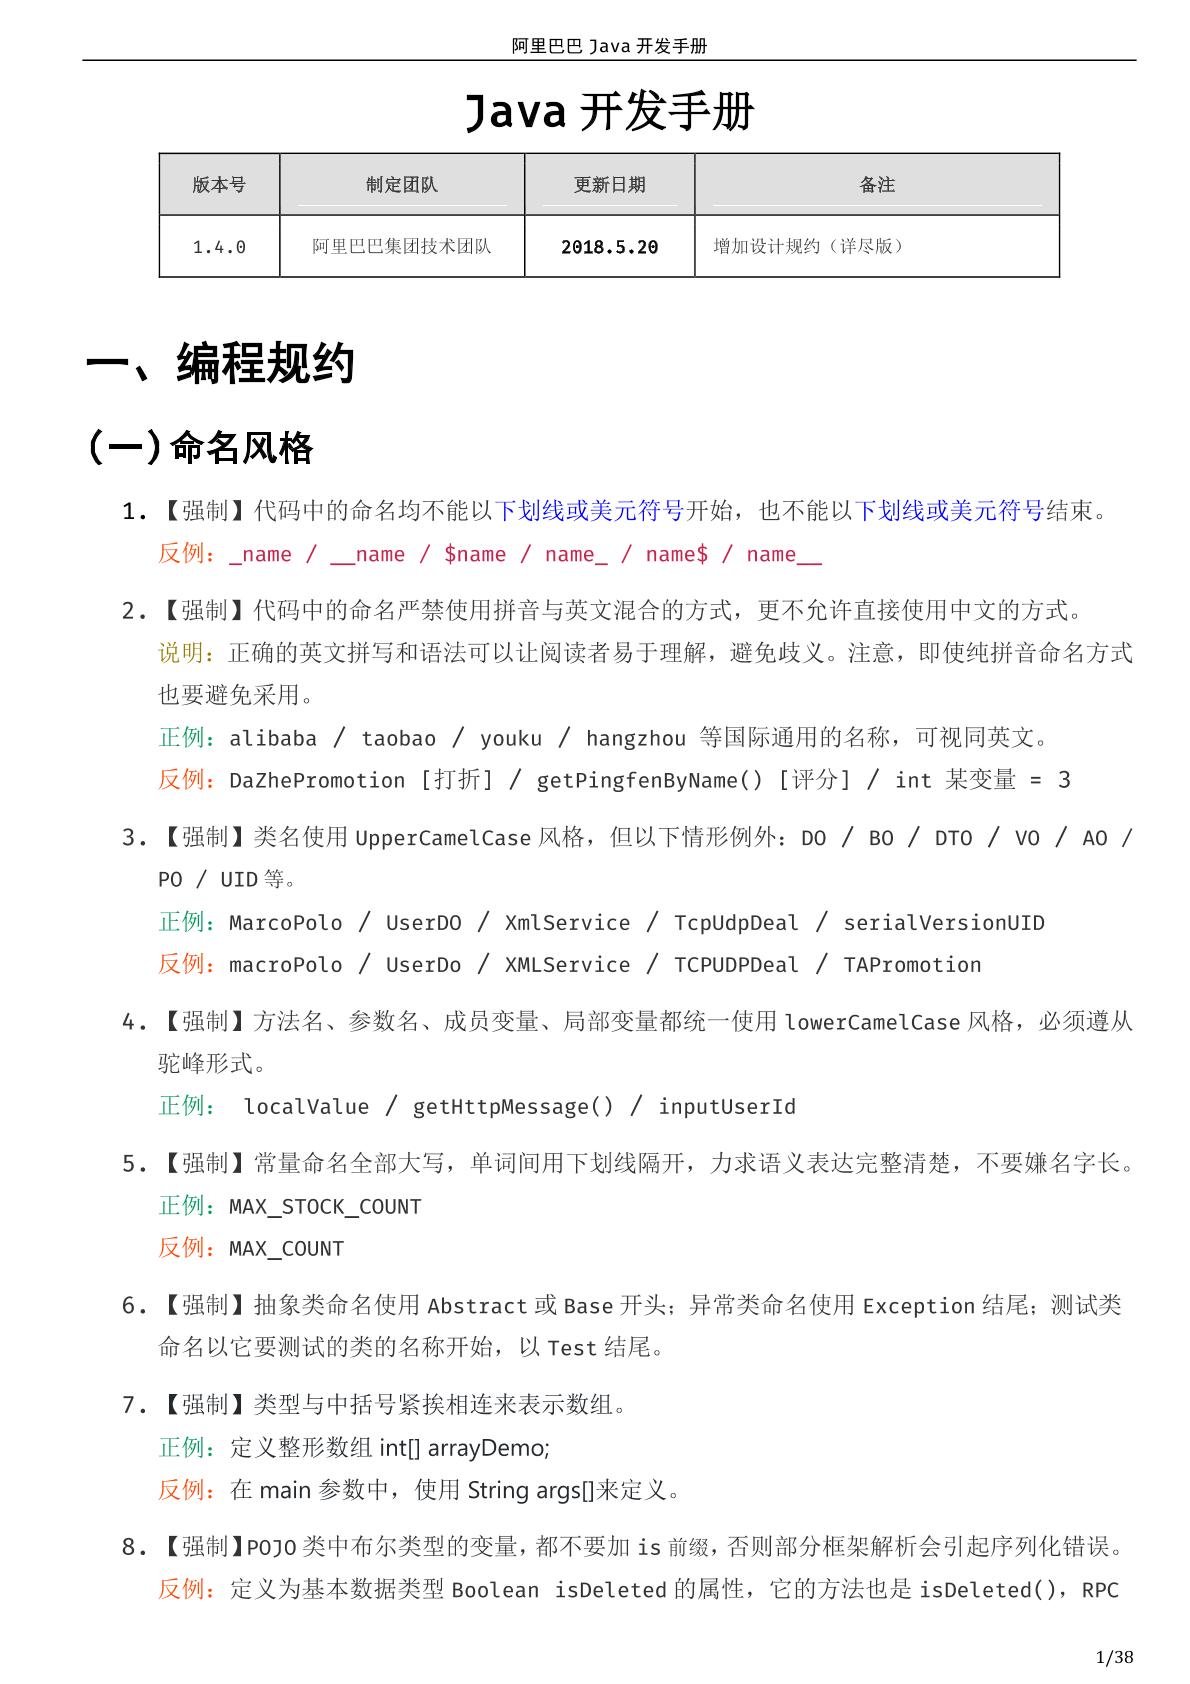 阿里巴巴 Java 开发手册
Java 开发手册
版本号 制定团队 更新日期 备注
1.4.0 阿里巴巴集团技术团队 2018.5.20 增加设计规约（详尽版）
一、编程规约
(一)命名风格
1. 【强制】代码中的命名均不能以下划线或美元符号开始，也不能以下划线或美元符号结束。
反例：_name / __name / $name / name_ / name$ / name__
2. 【强制】代码中的命名严禁使用拼音与英文混合的方式，更不允许直接使用中文的方式。
说明：正确的英文拼写和语法可以让阅读者易于理解，避免歧义。注意，即使纯拼音命名方式
也要避免采用。
正例：alibaba / taobao / youku / hangzhou 等国际通用的名称，可视同英文。
反例：DaZhePromotion [打折] / getPingfenByName() [评分] / int 某变量 = 3
3. 【强制】类名使用 UpperCamelCase 风格，但以下情形例外：DO / BO / DTO / VO / AO /
PO / UID 等。
正例：MarcoPolo / UserDO / XmlService / TcpUdpDeal / serialVersionUID
反例：macroPolo / UserDo / XMLService / TCPUDPDeal / TAPromotion
4. 【强制】方法名、参数名、成员变量、局部变量都统一使用 lowerCamelCase 风格，必须遵从
驼峰形式。
正例： localValue / getHttpMessage() / inputUserId
5. 【强制】常量命名全部大写，单词间用下划线隔开，力求语义表达完整清楚，不要嫌名字长。
正例：MAX_STOCK_COUNT
反例：MAX_COUNT
6. 【强制】抽象类命名使用 Abstract 或 Base 开头；异常类命名使用 Exception 结尾；测试类
命名以它要测试的类的名称开始，以 Test 结尾。
7. 【强制】类型与中括号紧挨相连来表示数组。
正例：定义整形数组 int[] arrayDemo;
反例：在 main 参数中，使用 String args[]来定义。
8. 【强制】POJO 类中布尔类型的变量，都不要加 is 前缀，否则部分框架解析会引起序列化错误。
反例：定义为基本数据类型 Boolean isDeleted 的属性，它的方法也是 isDeleted()，RPC
1/38